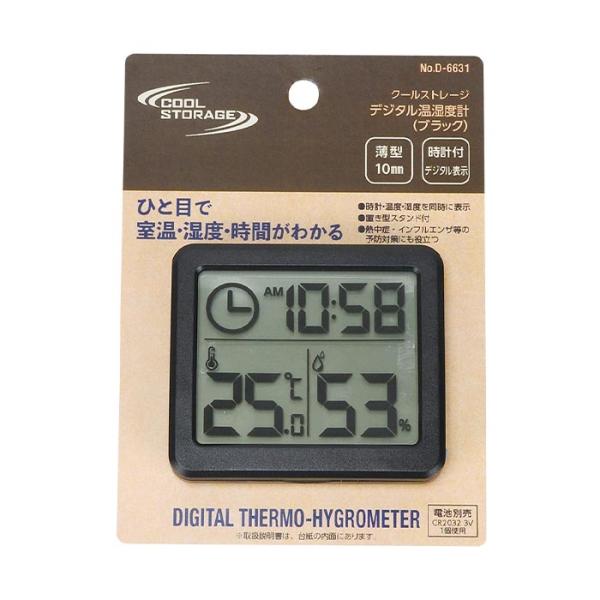 No.D-6631
COOL
STORAGE
クールストレージ
デジタル温湿度計
(ブラック)
薄型
10mm
時計付
デジタル表示
ひと目で
室温・湿度・時間がわかる
●時計・温度・湿度を同時に表示
●置き型スタンド付
●熱中症・インフルエンザ等の
予防対策にも役立つ
AM 10:58
25.0℃
53%
DIGITAL THERMO-HYGROMETER
※取扱説明書は、台紙の内面にあります。
電池別売
CR2032 3V
1個使用